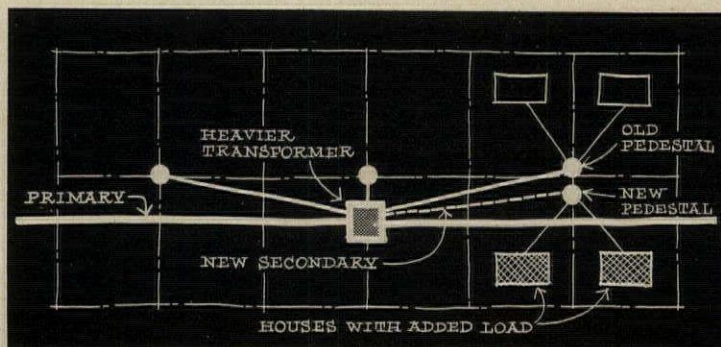 HEAVIER
TRANSFORMER
OLD
PEDESTAL
PRIMARY
NEW
PEDESTAL
NEW SECONDARY
HOUSES WITH ADDED LOAD